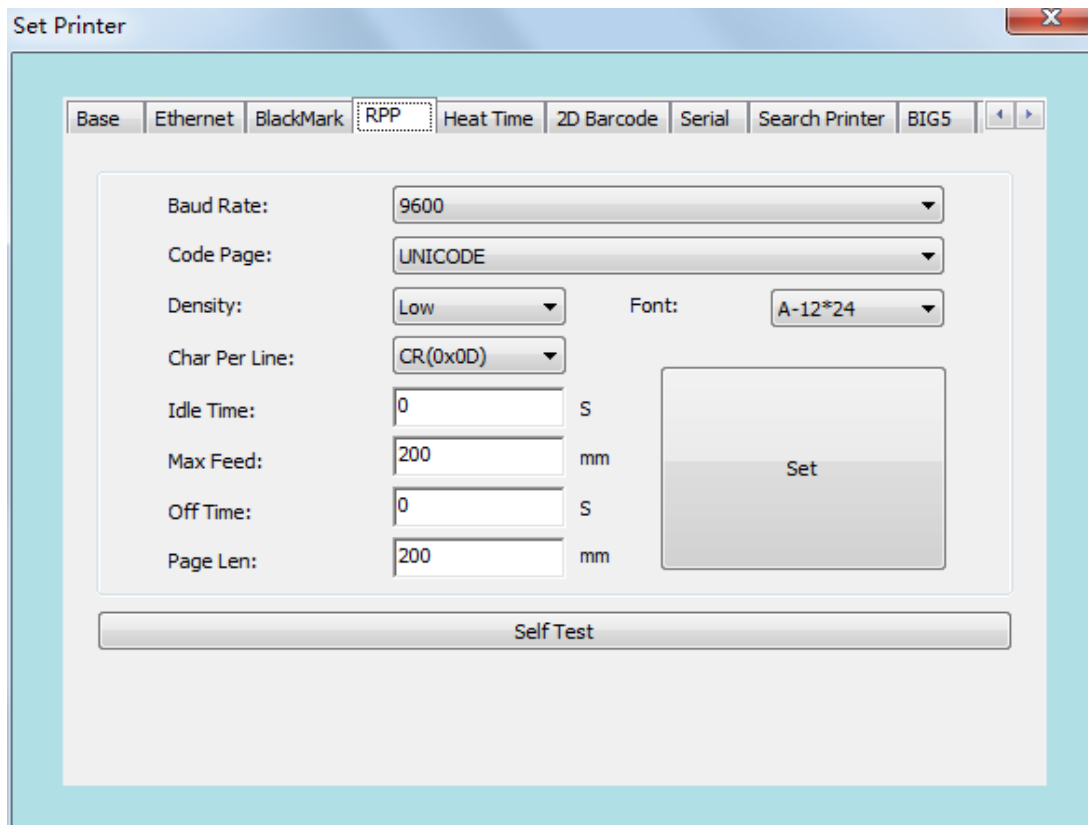 Set Printer
X
Base Ethernet BlackMark RPP Heat Time 2D Barcode Serial Search Printer BIG5
Baud Rate: 9600
Code Page: UNICODE
Density: Low Font: A-12*24
Char Per Line: CR(0x0D)
Idle Time: 0 S
Max Feed: 200 mm
Set
Off Time: 0 S
Page Len: 200 mm
Self Test